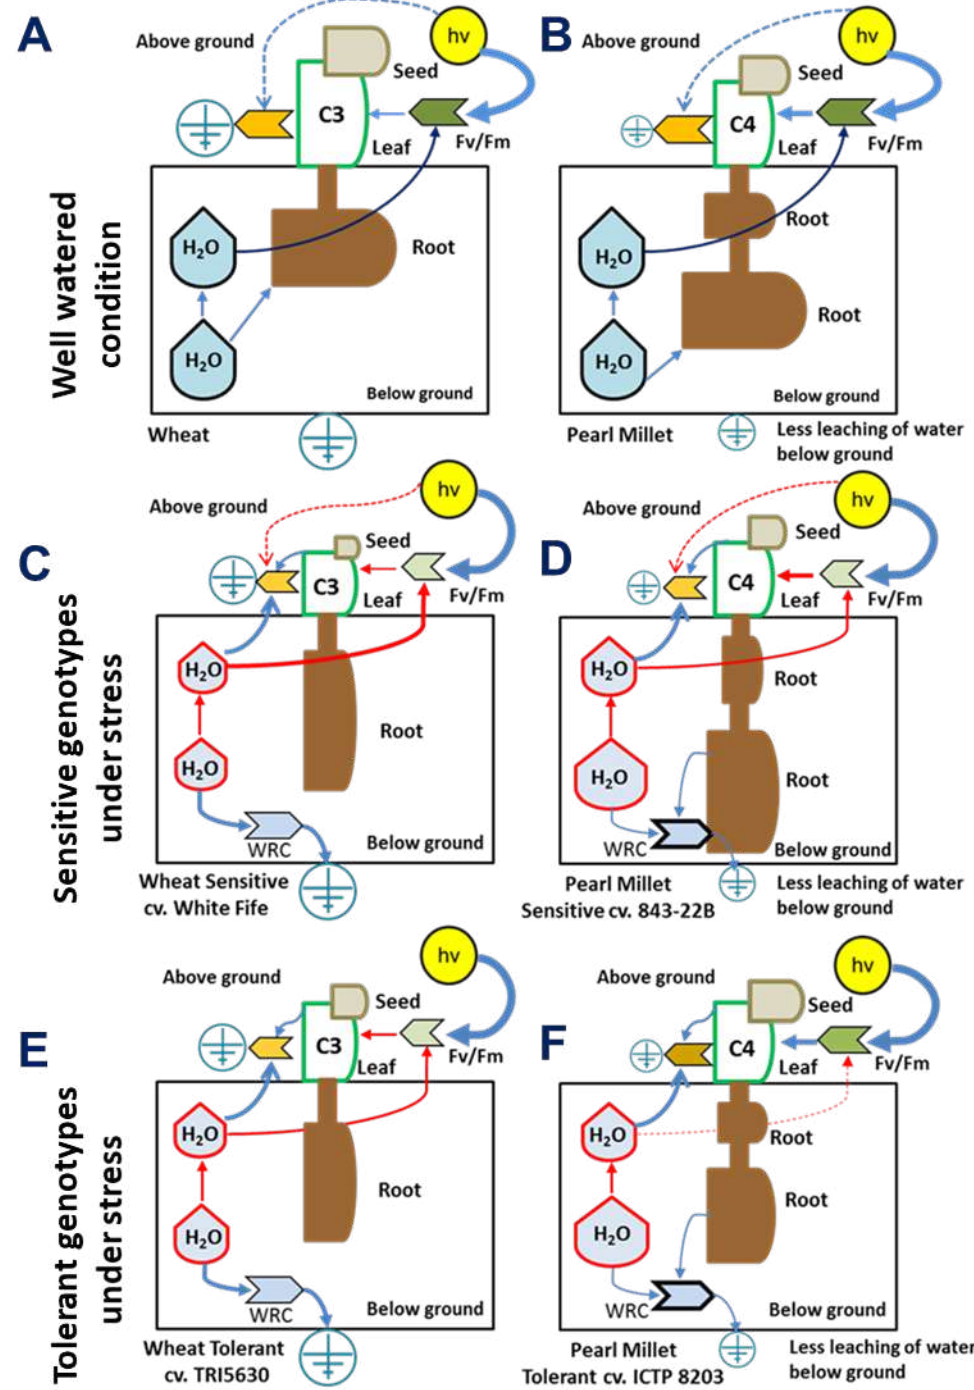 A
Above ground
hv
Seed
C3
Leaf
Fv/Fm
H₂O
Root
H₂O
Below ground
Wheat
Well watered
condition
B
Above ground
hv
Seed
C4
Leaf
Fv/Fm
Root
H₂O
Root
H₂O
Below ground
Pearl Millet
Less leaching of water
below ground
C
Above ground
hv
Seed
C3
Leaf
Fv/Fm
H₂O
Root
H₂O
WRC
Below ground
Wheat Sensitive
cv. White Fife
Sensitive genotypes
under stress
D
Above ground
hv
Seed
C4
Leaf
Fv/Fm
H₂O
Root
H₂O
Root
WRC
Below ground
Pearl Millet
Sensitive cv. 843-22B
Less leaching of water
below ground
E
Above ground
hv
Seed
C3
Leaf
Fv/Fm
H₂O
Root
H₂O
WRC
Below ground
Wheat Tolerant
cv. TRI5630
Tolerant genotypes
under stress
F
Above ground
hv
Seed
C4
Leaf
Fv/Fm
H₂O
Root
Root
H₂O
WRC
Below ground
Pearl Millet
Tolerant cv. ICTP 8203
Less leaching of water
below ground